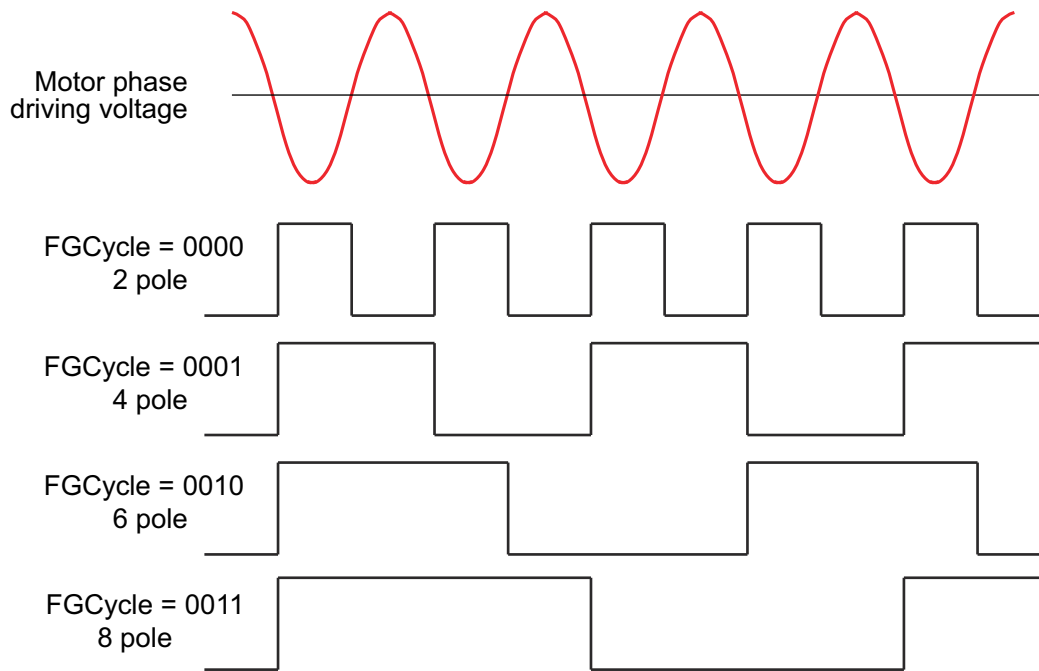 Motor phase
driving voltage
FGCycle = 0000
2 pole
FGCycle = 0001
4 pole
FGCycle = 0010
6 pole
FGCycle = 0011
8 pole